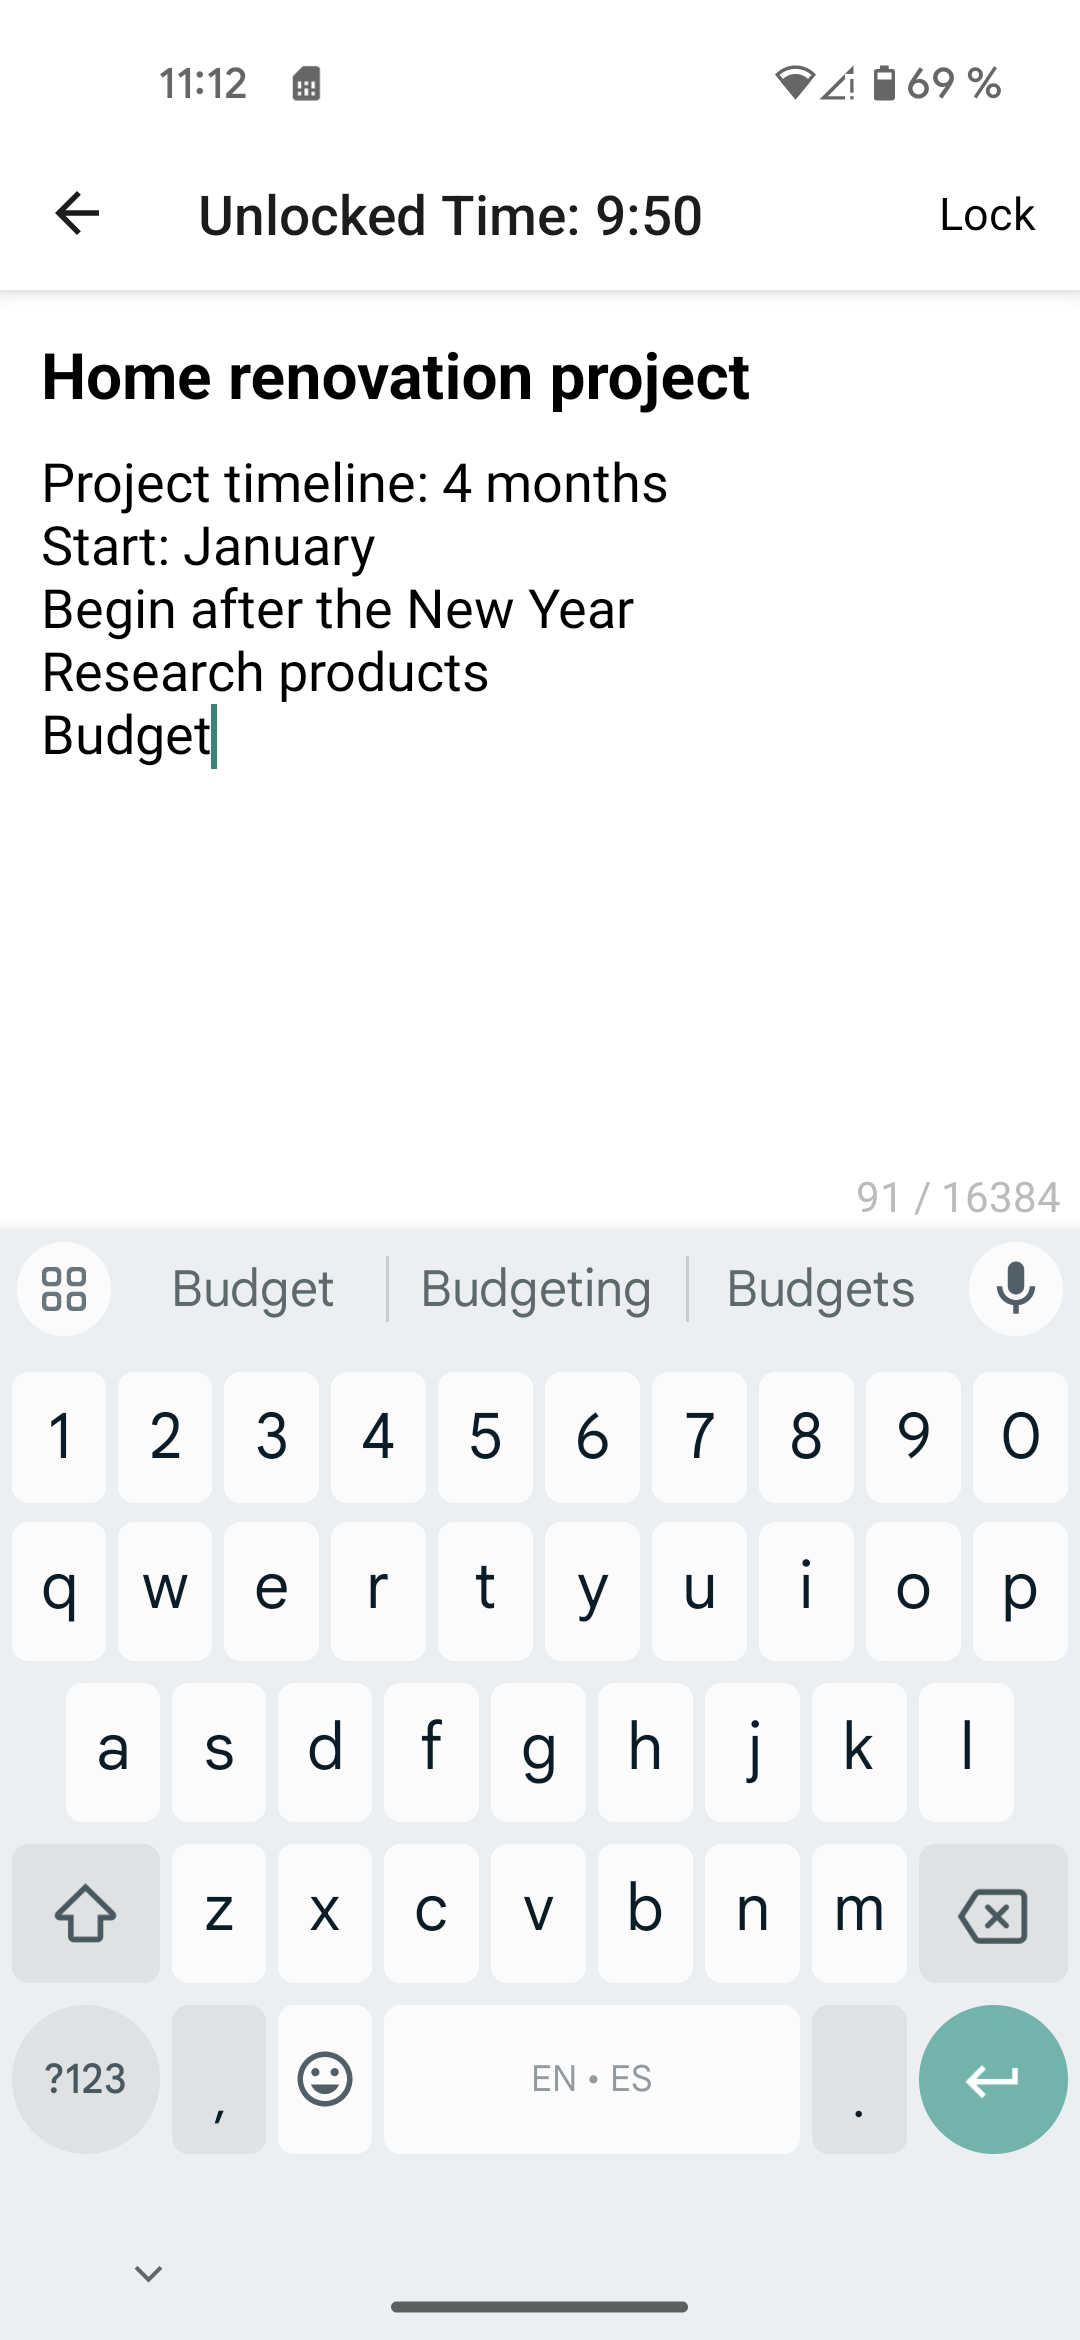 11:12 69 %
Unlocked Time: 9:50 Lock
Home renovation project
Project timeline: 4 months
Start: January
Begin after the New Year
Research products
Budget
91 / 16384
Budget Budgeting Budgets
1 2 3 4 5 6 7 8 9 0
q w e r t y u i o p
a s d f g h j k l
z x c v b n m
?123 , EN • ES .